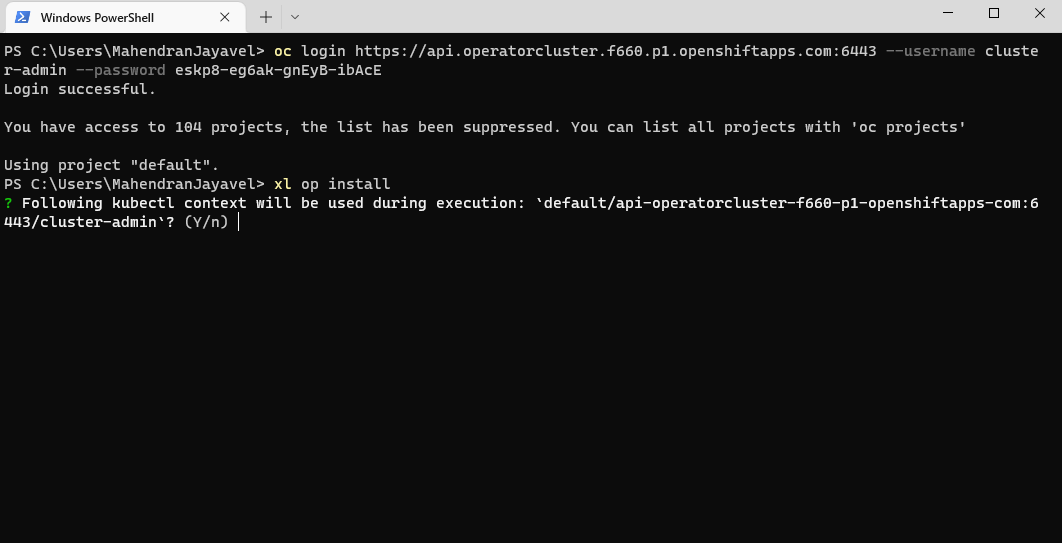 Windows PowerShell
PS C:\Users\MahendranJayavel> oc login https://api.operatorcluster.f660.p1.openshiftapps.com:6443 --username cluste
r-admin --password eskp8-eg6ak-gnEyB-ibAcE
Login successful.
You have access to 104 projects, the list has been suppressed. You can list all projects with 'oc projects'
Using project "default".
PS C:\Users\MahendranJayavel> xl op install
? Following kubectl context will be used during execution: `default/api-operatorcluster-f660-p1-openshiftapps-com:6
443/cluster-admin`? (Y/n)